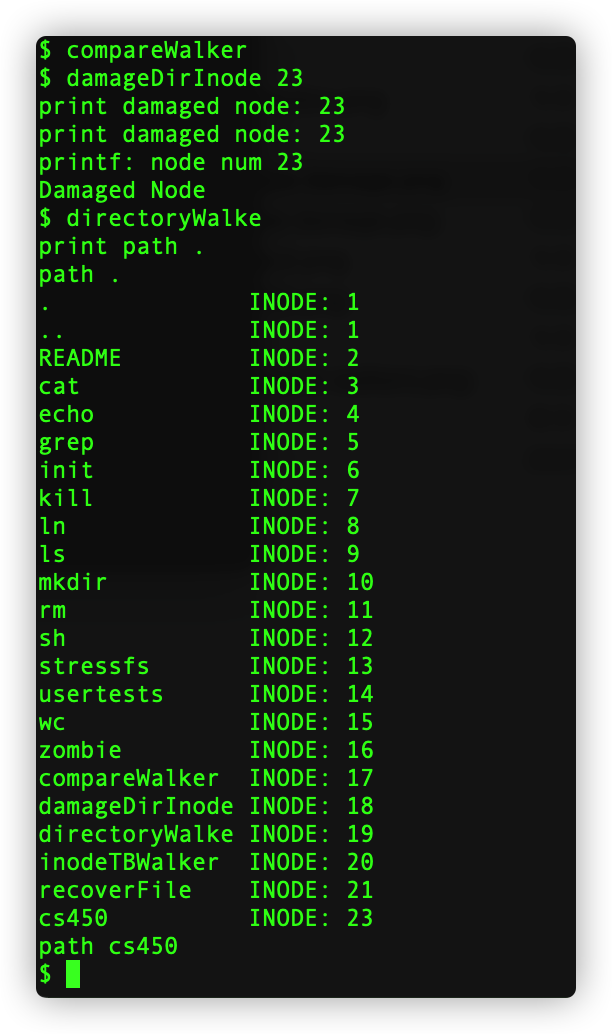 $ compareWalker
$ damageDirInode 23
print damaged node: 23
print damaged node: 23
printf: node num 23
Damaged Node
$ directoryWalke
print path .
path .
. INODE: 1
.. INODE: 1
README INODE: 2
cat INODE: 3
echo INODE: 4
grep INODE: 5
init INODE: 6
kill INODE: 7
ln INODE: 8
ls INODE: 9
mkdir INODE: 10
rm INODE: 11
sh INODE: 12
stressfs INODE: 13
usertests INODE: 14
wc INODE: 15
zombie INODE: 16
compareWalker INODE: 17
damageDirInode INODE: 18
directoryWalke INODE: 19
inodeTBWalker INODE: 20
recoverFile INODE: 21
cs450 INODE: 23
path cs450
$